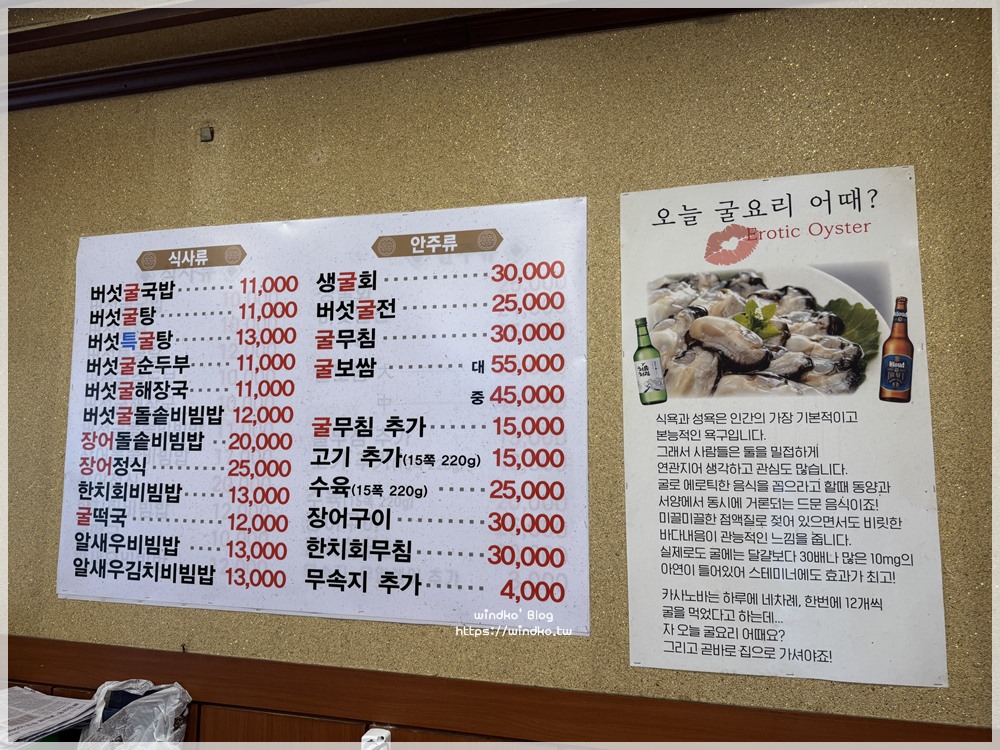 식사류
버섯굴국밥 11,000
버섯굴탕 11,000
버섯특굴탕 13,000
버섯굴순두부 11,000
버섯굴해장국 11,000
버섯굴돌솥비빔밥 12,000
장어돌솥비빔밥 20,000
장어정식 25,000
한치회비빔밥 13,000
굴떡국 12,000
알새우비빔밥 13,000
알새우김치비빔밥 13,000
안주류
생굴회 30,000
버섯굴전 25,000
굴무침 30,000
굴보쌈 대 55,000
중 45,000
굴무침 추가 15,000
고기 추가(15쪽 220g) 15,000
수육(15쪽 220g) 25,000
장어구이 30,000
한치회무침 30,000
무속지 추가 4,000
windko' Blog
https://windko.tw
오늘 굴요리 어때?
Erotic Oyster
처음처럼
Kloud
식욕과 성욕은 인간의 가장 기본적이고
본능적인 욕구입니다.
그래서 사람들은 둘을 밀접하게
연관지어 생각하고 관심도 많습니다.
굴로 에로틱한 음식을 꼽으라고 할때 동양과
서양에서 동시에 거론되는 드문 음식이죠!
미끌미끌한 점액질로 젖어 있으면서도 비릿한
바다내음이 관능적인 느낌을 줍니다.
실제로도 굴에는 달걀보다 30배나 많은 10mg의
아연이 들어있어 스테미너에도 효과가 최고!
카사노바는 하루에 네차례, 한번에 12개씩
굴을 먹었다고 하는데...
자 오늘 굴요리 어때요?
그리고 곧바로 집으로 가셔야죠!